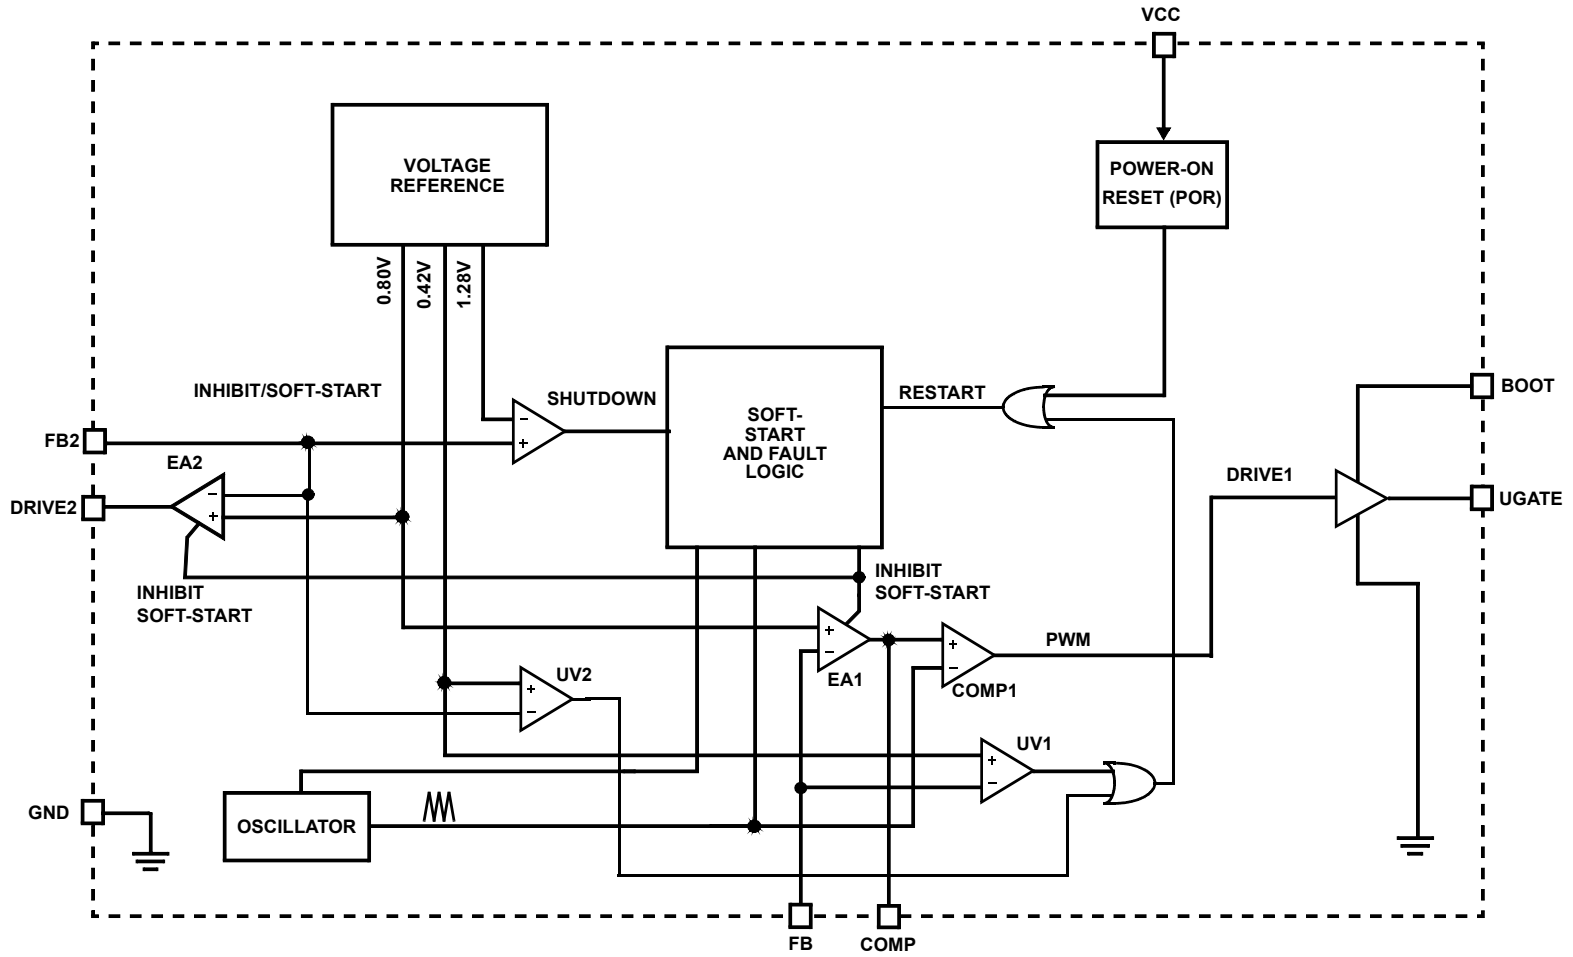 VCC
VOLTAGE
REFERENCE
POWER-ON
RESET (POR)
0.80V
0.42V
1.28V
INHIBIT/SOFT-START
SHUTDOWN
RESTART
BOOT
SOFT-
START
AND FAULT
LOGIC
-
+
FB2
EA2
-
+
DRIVE2
DRIVE1
UGATE
INHIBIT
SOFT-START
INHIBIT
SOFT-START
+
-
EA1
+
-
PWM
COMP1
UV2
+
-
UV1
+
-
GND
OSCILLATOR
FB
COMP